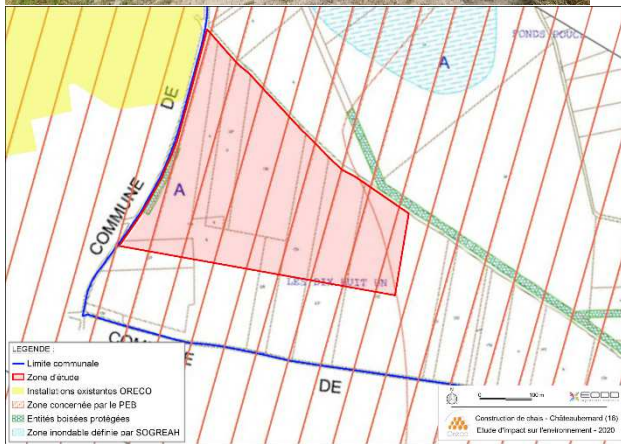 FONDS POUC
A
DE
COMMUNE
A
LES DIX HUIT UN
DE
LEGENDE :
Limite communale
Zone d'étude
Installations existantes ORECO
Zone concernée par le PEB
Entités boisées protégées
Zone inondable définie par SOGREAH
N
0 100 m
EODD
Oreco
Construction de chais - Châteaubernard (16)
Etude d'impact sur l'environnement - 2020